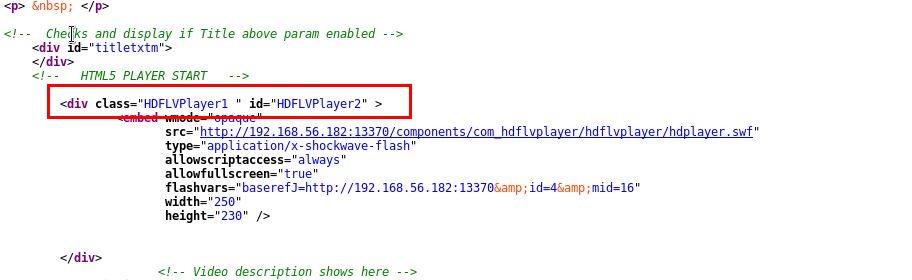 <p> &nbsp; </p>
<!--  Checks and display if Title above param enabled -->
<div id="titletxtm">
</div>
<!--   HTML5 PLAYER START   -->
<div class="HDFLVPlayer1 " id="HDFLVPlayer2" >
<embed wmode="opaque"
src="http://192.168.56.182:13370/components/com_hdflvplayer/hdflvplayer/hdplayer.swf"
type="application/x-shockwave-flash"
allowscriptaccess="always"
allowfullscreen="true"
flashvars="baserefJ=http://192.168.56.182:13370&amp;id=4&amp;mid=16"
width="250"
height="230" />
</div>
<!-- Video description shows here -->